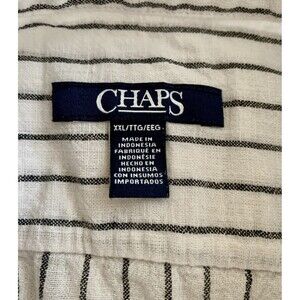 CHAPS
XXL/TTG/EEG
MADE IN
INDONESIA
FABRIQUÉ EN
INDONÉSIE
HECHO EN
INDONESIA
CON INSUMOS
IMPORTADOS